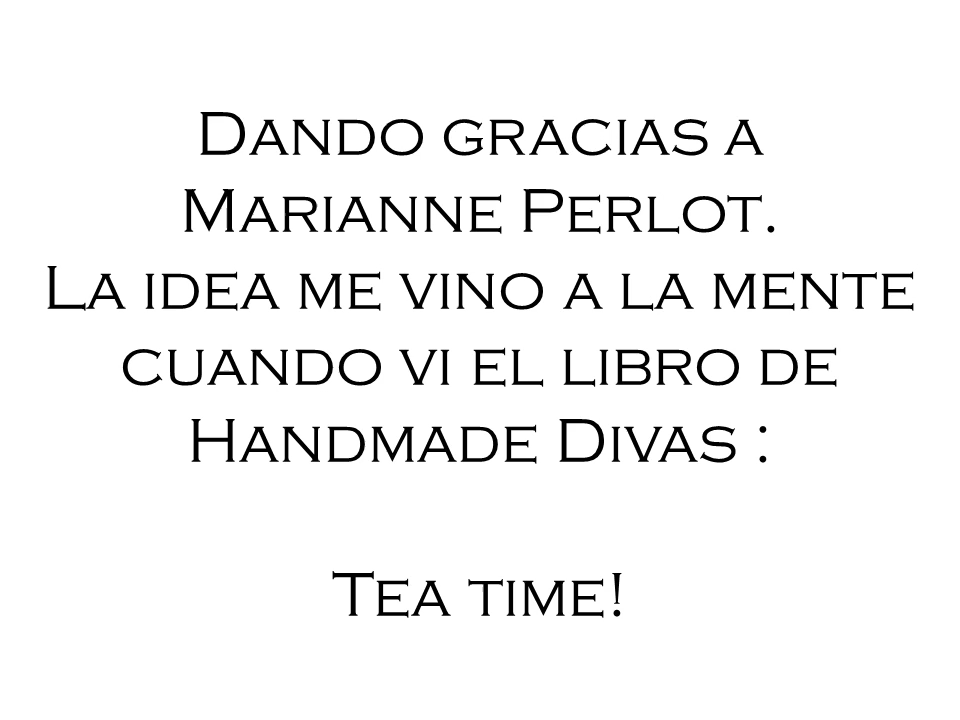 Dando gracias a
Marianne Perlot.
La idea me vino a la mente
cuando vi el libro de
Handmade Divas :
Tea time!